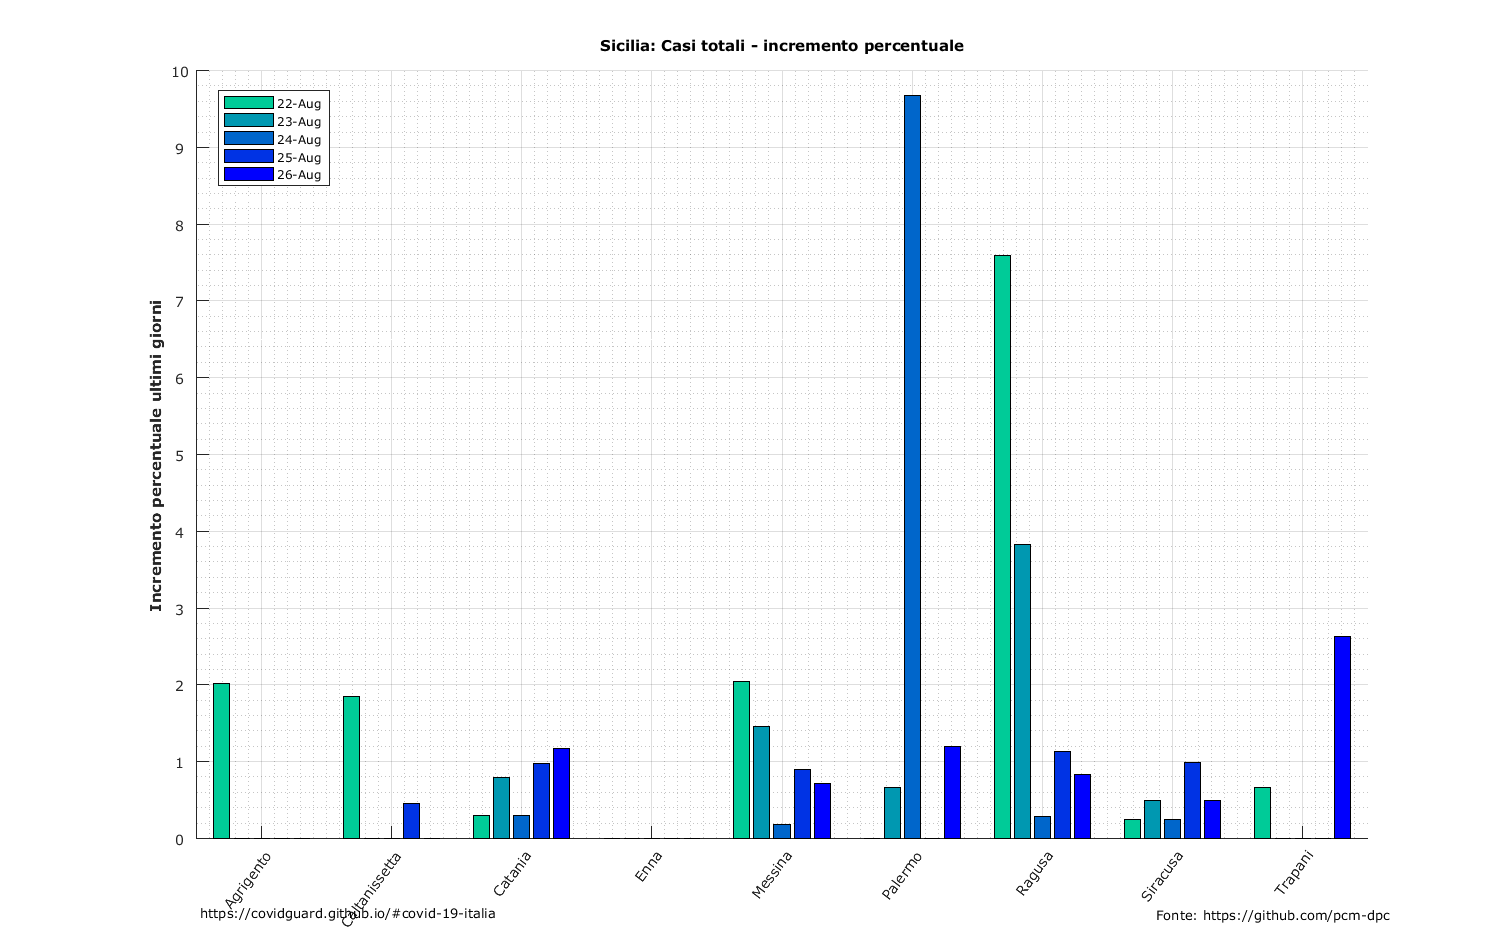 Sicilia: Casi totali - incremento percentuale
10
9
8
7
6
5
4
3
2
1
0
22-Aug
23-Aug
24-Aug
25-Aug
26-Aug
Incremento percentuale ultimi giorni
Agrigento
Caltanissetta
Catania
Enna
Messina
Palermo
Ragusa
Siracusa
Trapani
https://covidguard.github.io/#covid-19-italia
Fonte: https://github.com/pcm-dpc